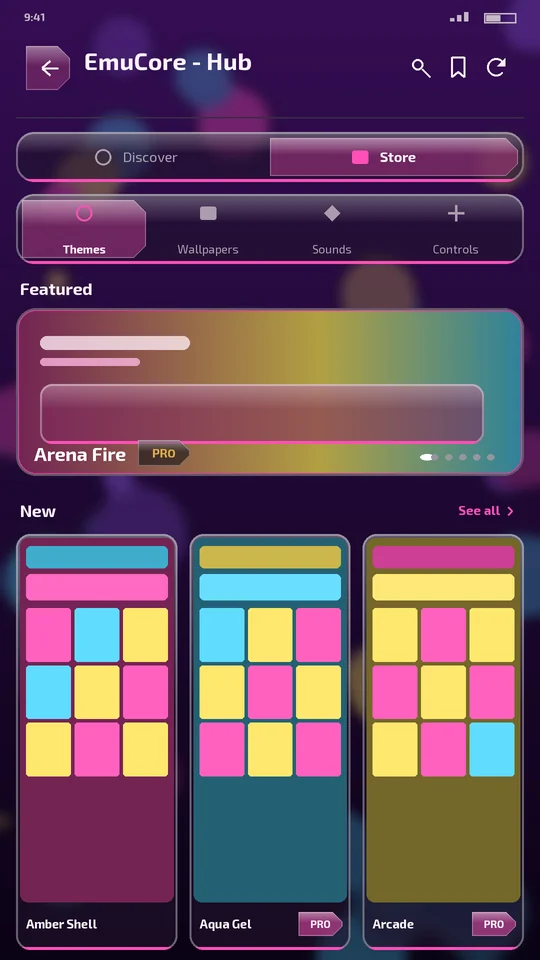 9:41
EmuCore - Hub
Discover
Store
Themes
Wallpapers
Sounds
Controls
Featured
Arena Fire
PRO
New
See all
Amber Shell
Aqua Gel
PRO
Arcade
PRO